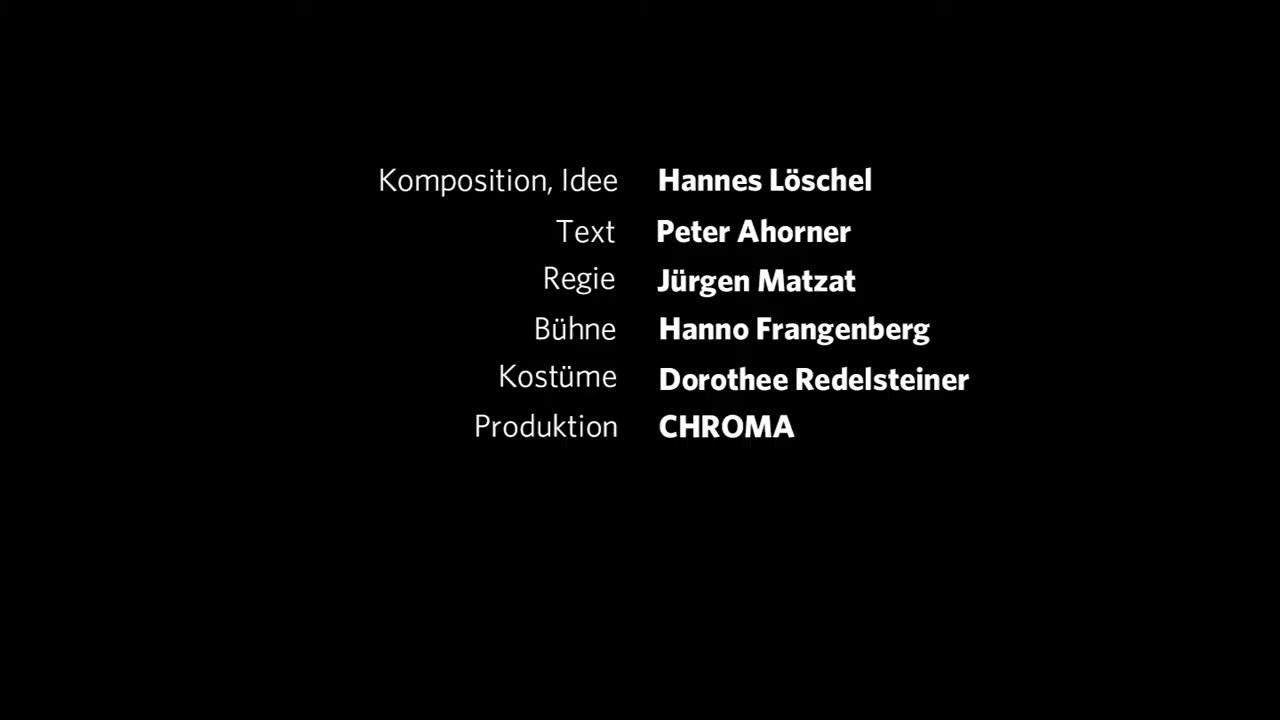 Komposition, Idee Hannes Löschel
Text Peter Ahorner
Regie Jürgen Matzat
Bühne Hanno Frangenberg
Kostüme Dorothee Redelsteiner
Produktion CHROMA